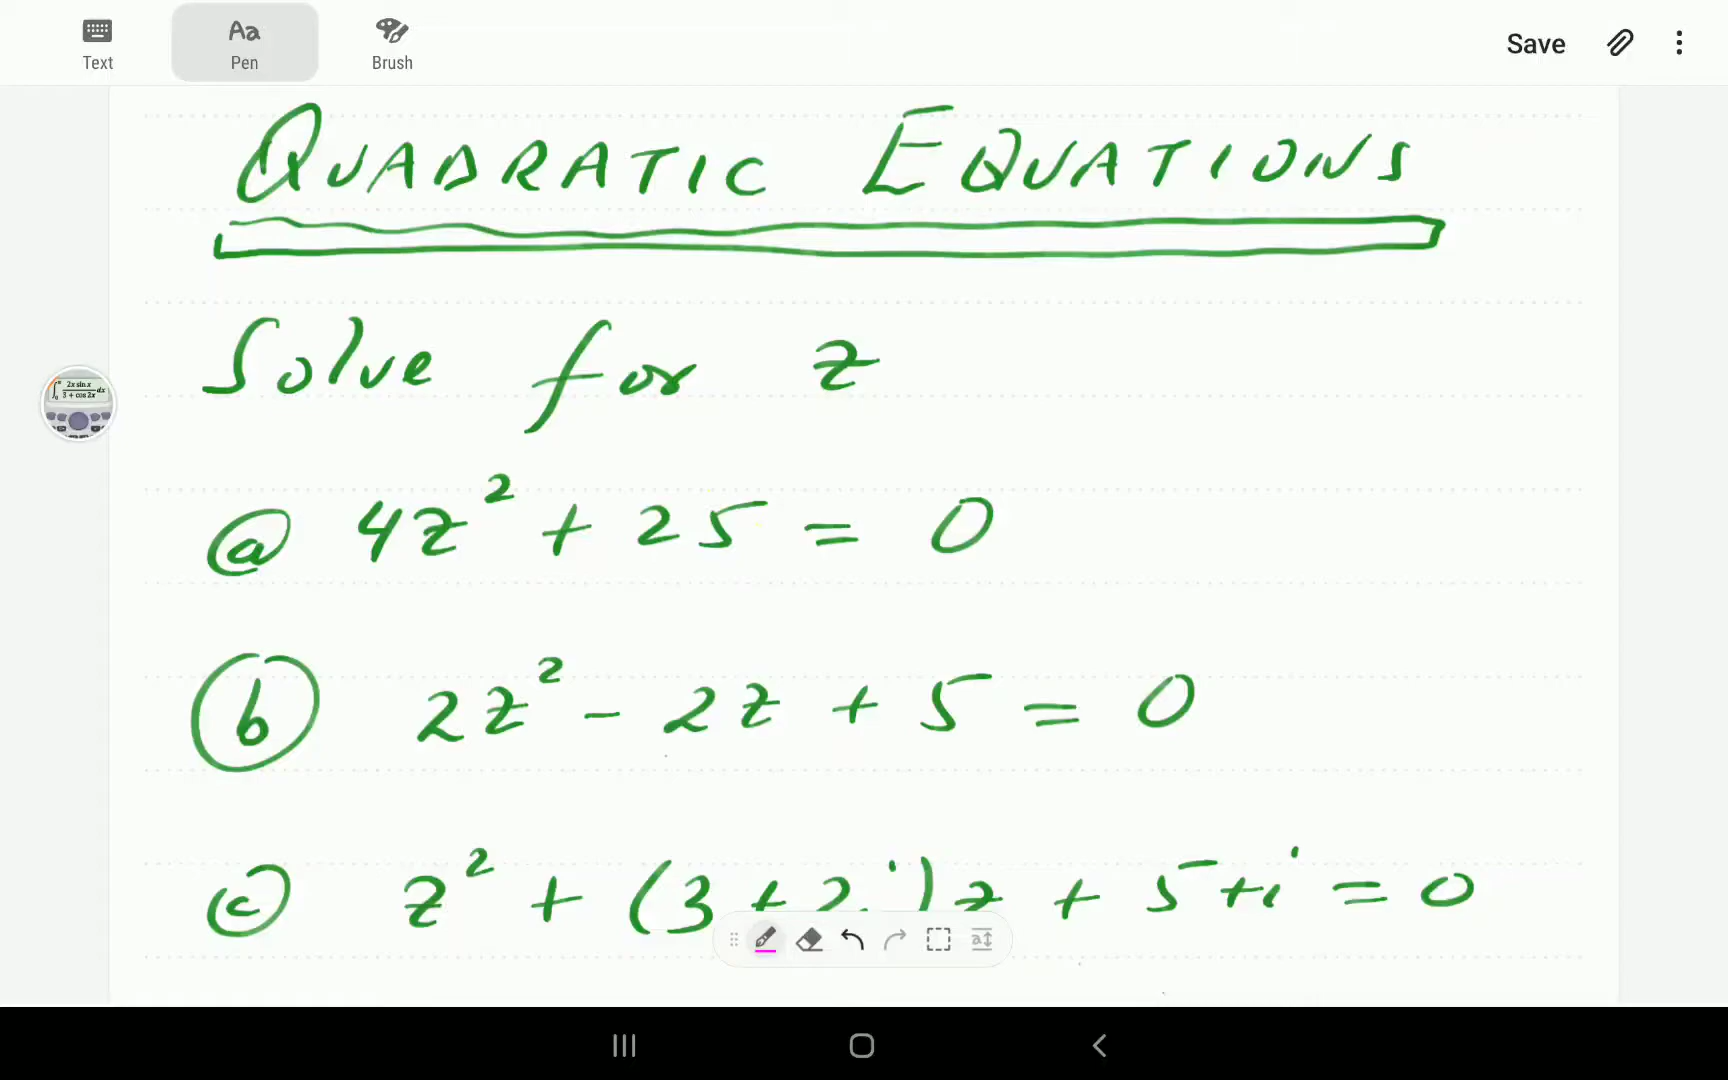 Text
Aa
Pen
Brush
Save
QUADRATIC EQUATIONS
Solve for z
ⓐ 4z² + 25 = 0
ⓑ 2z² - 2z + 5 = 0
ⓒ z² + (3 + 2i)z + 5+i = 0